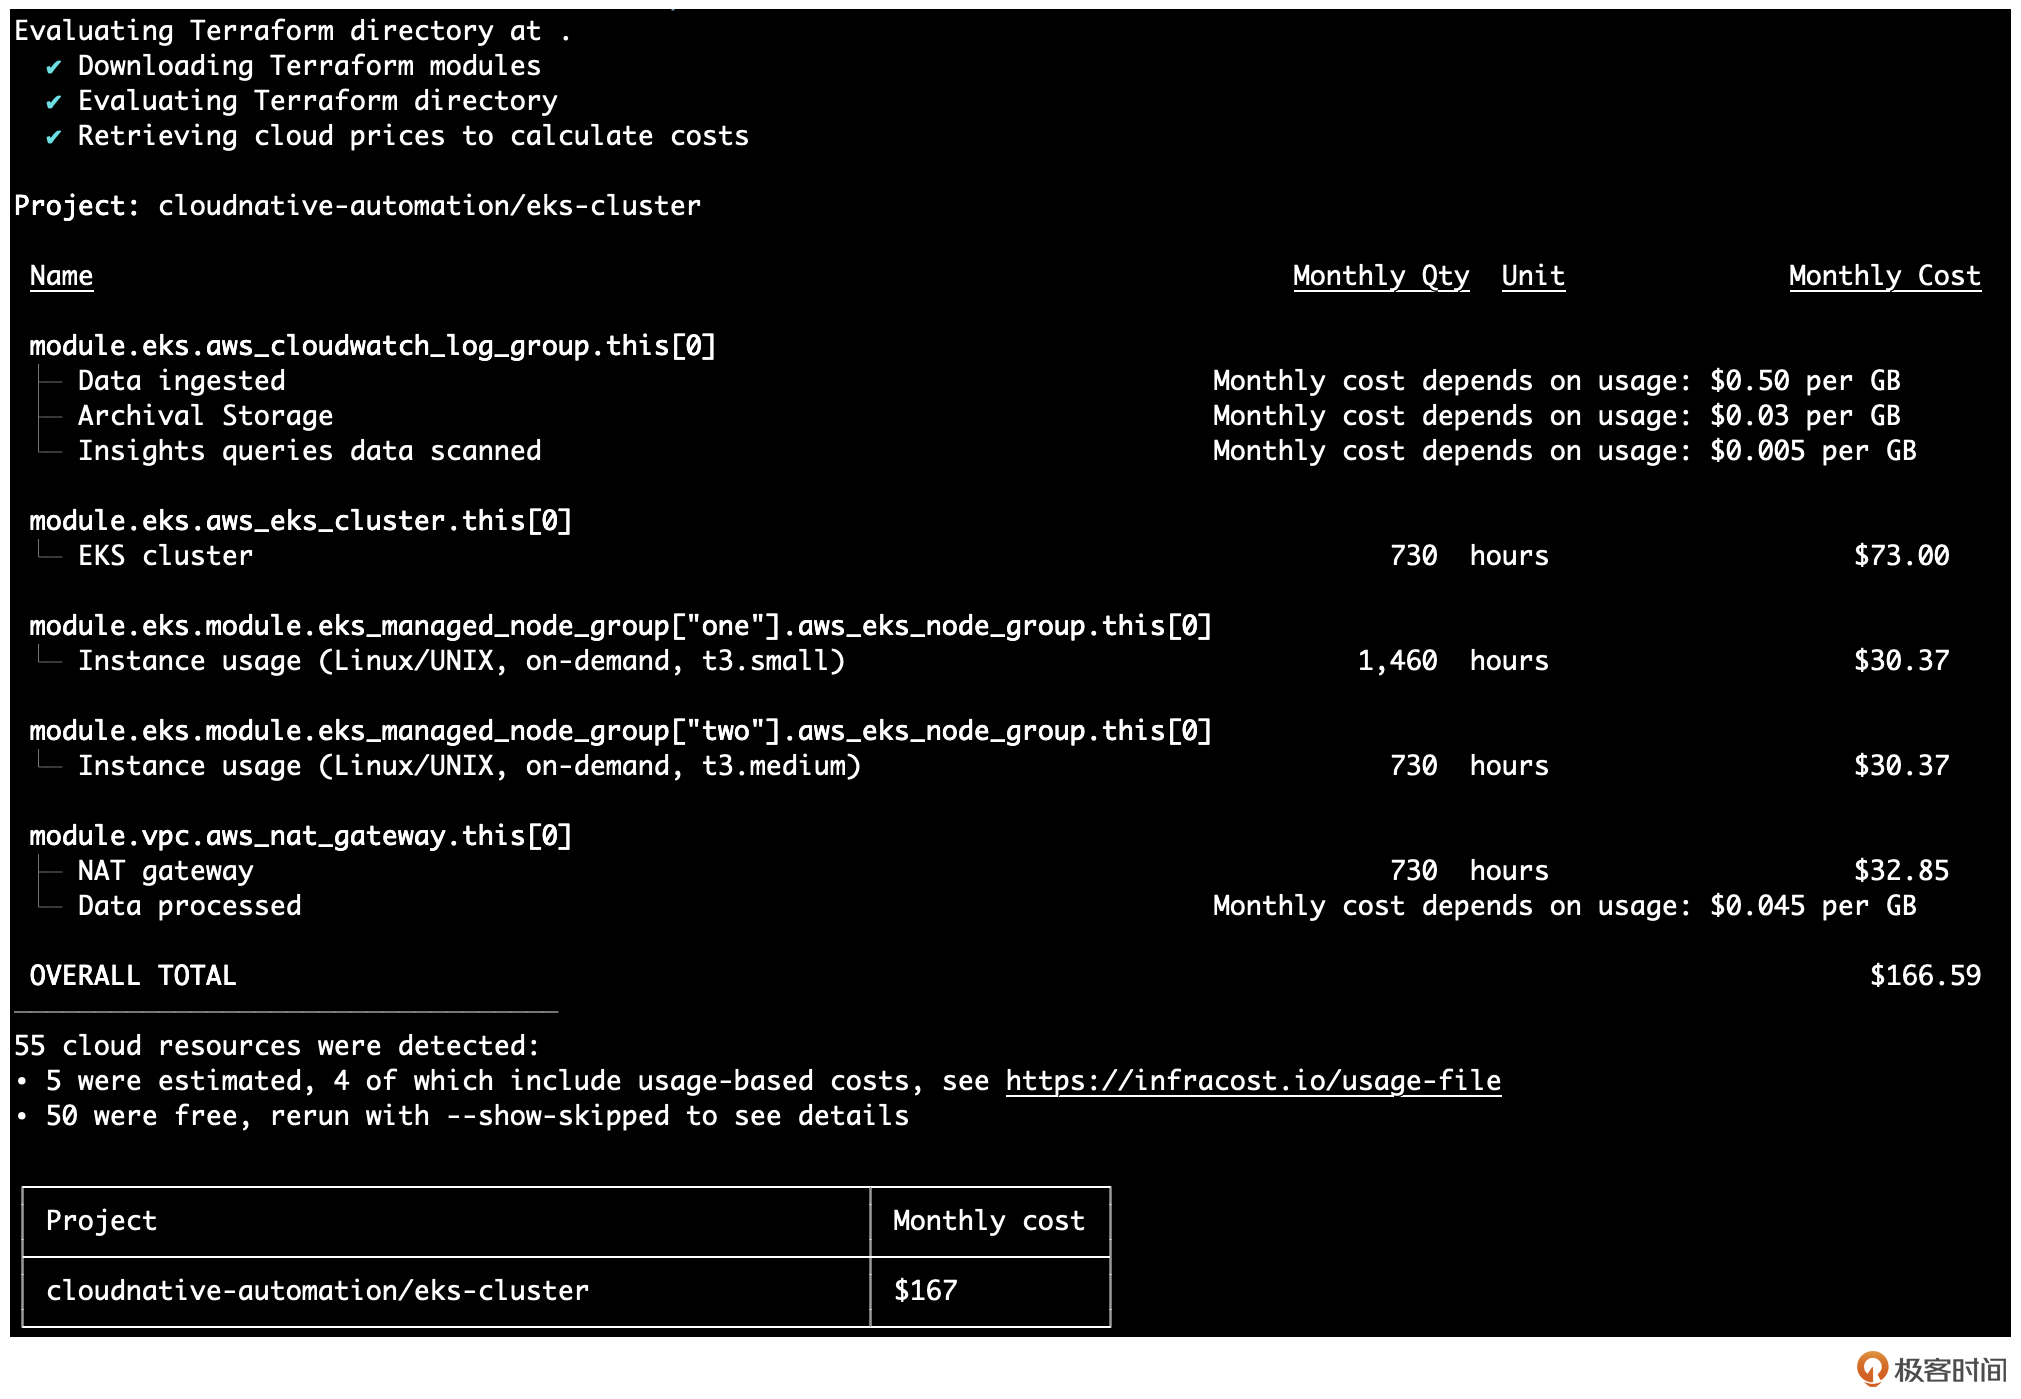 Evaluating Terraform directory at .
✔ Downloading Terraform modules
✔ Evaluating Terraform directory
✔ Retrieving cloud prices to calculate costs
Project: cloudnative-automation/eks-cluster
Name Monthly Qty Unit Monthly Cost
module.eks.aws_cloudwatch_log_group.this[0]
├─ Data ingested Monthly cost depends on usage: $0.50 per GB
├─ Archival Storage Monthly cost depends on usage: $0.03 per GB
└─ Insights queries data scanned Monthly cost depends on usage: $0.005 per GB
module.eks.aws_eks_cluster.this[0]
└─ EKS cluster 730 hours $73.00
module.eks.module.eks_managed_node_group["one"].aws_eks_node_group.this[0]
└─ Instance usage (Linux/UNIX, on-demand, t3.small) 1,460 hours $30.37
module.eks.module.eks_managed_node_group["two"].aws_eks_node_group.this[0]
└─ Instance usage (Linux/UNIX, on-demand, t3.medium) 730 hours $30.37
module.vpc.aws_nat_gateway.this[0]
├─ NAT gateway 730 hours $32.85
└─ Data processed Monthly cost depends on usage: $0.045 per GB
OVERALL TOTAL $166.59
55 cloud resources were detected:
• 5 were estimated, 4 of which include usage-based costs, see https://infracost.io/usage-file
• 50 were free, rerun with --show-skipped to see details
Project Monthly cost
cloudnative-automation/eks-cluster $167
极客时间